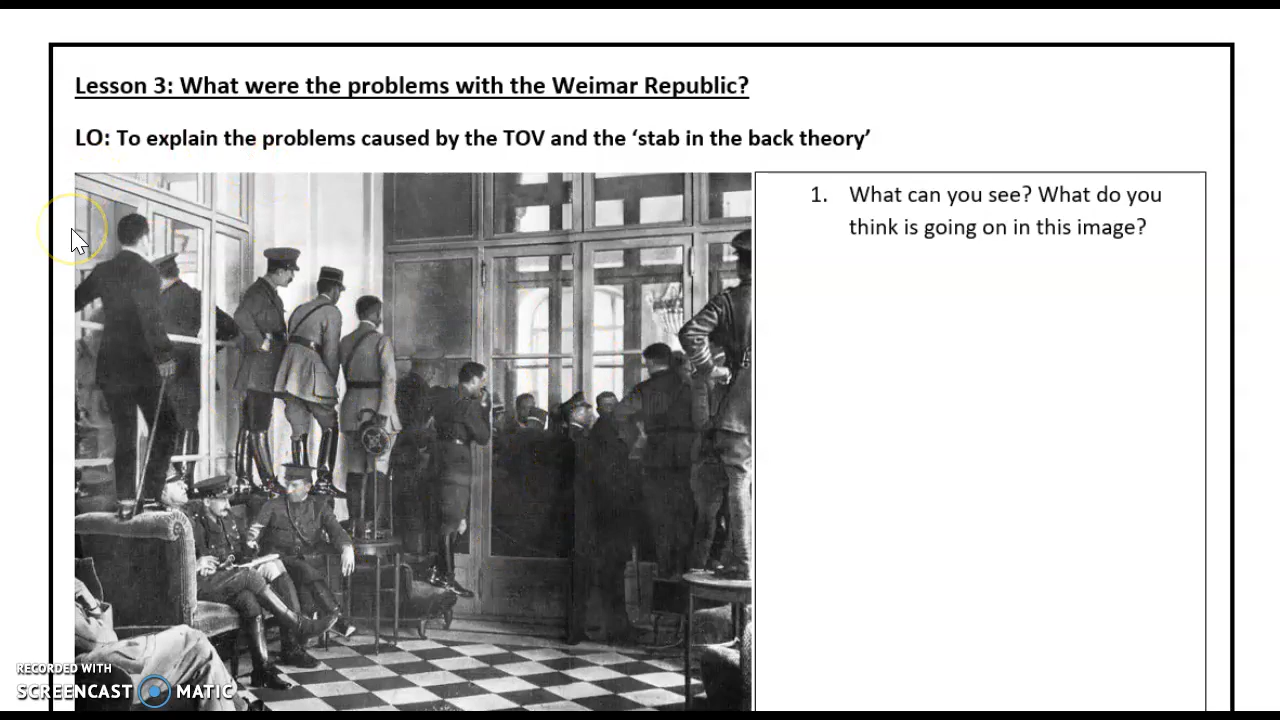 Lesson 3: What were the problems with the Weimar Republic?
LO: To explain the problems caused by the TOV and the ‘stab in the back theory’
1. What can you see? What do you
think is going on in this image?
RECORDED WITH
SCREENCAST MATIC